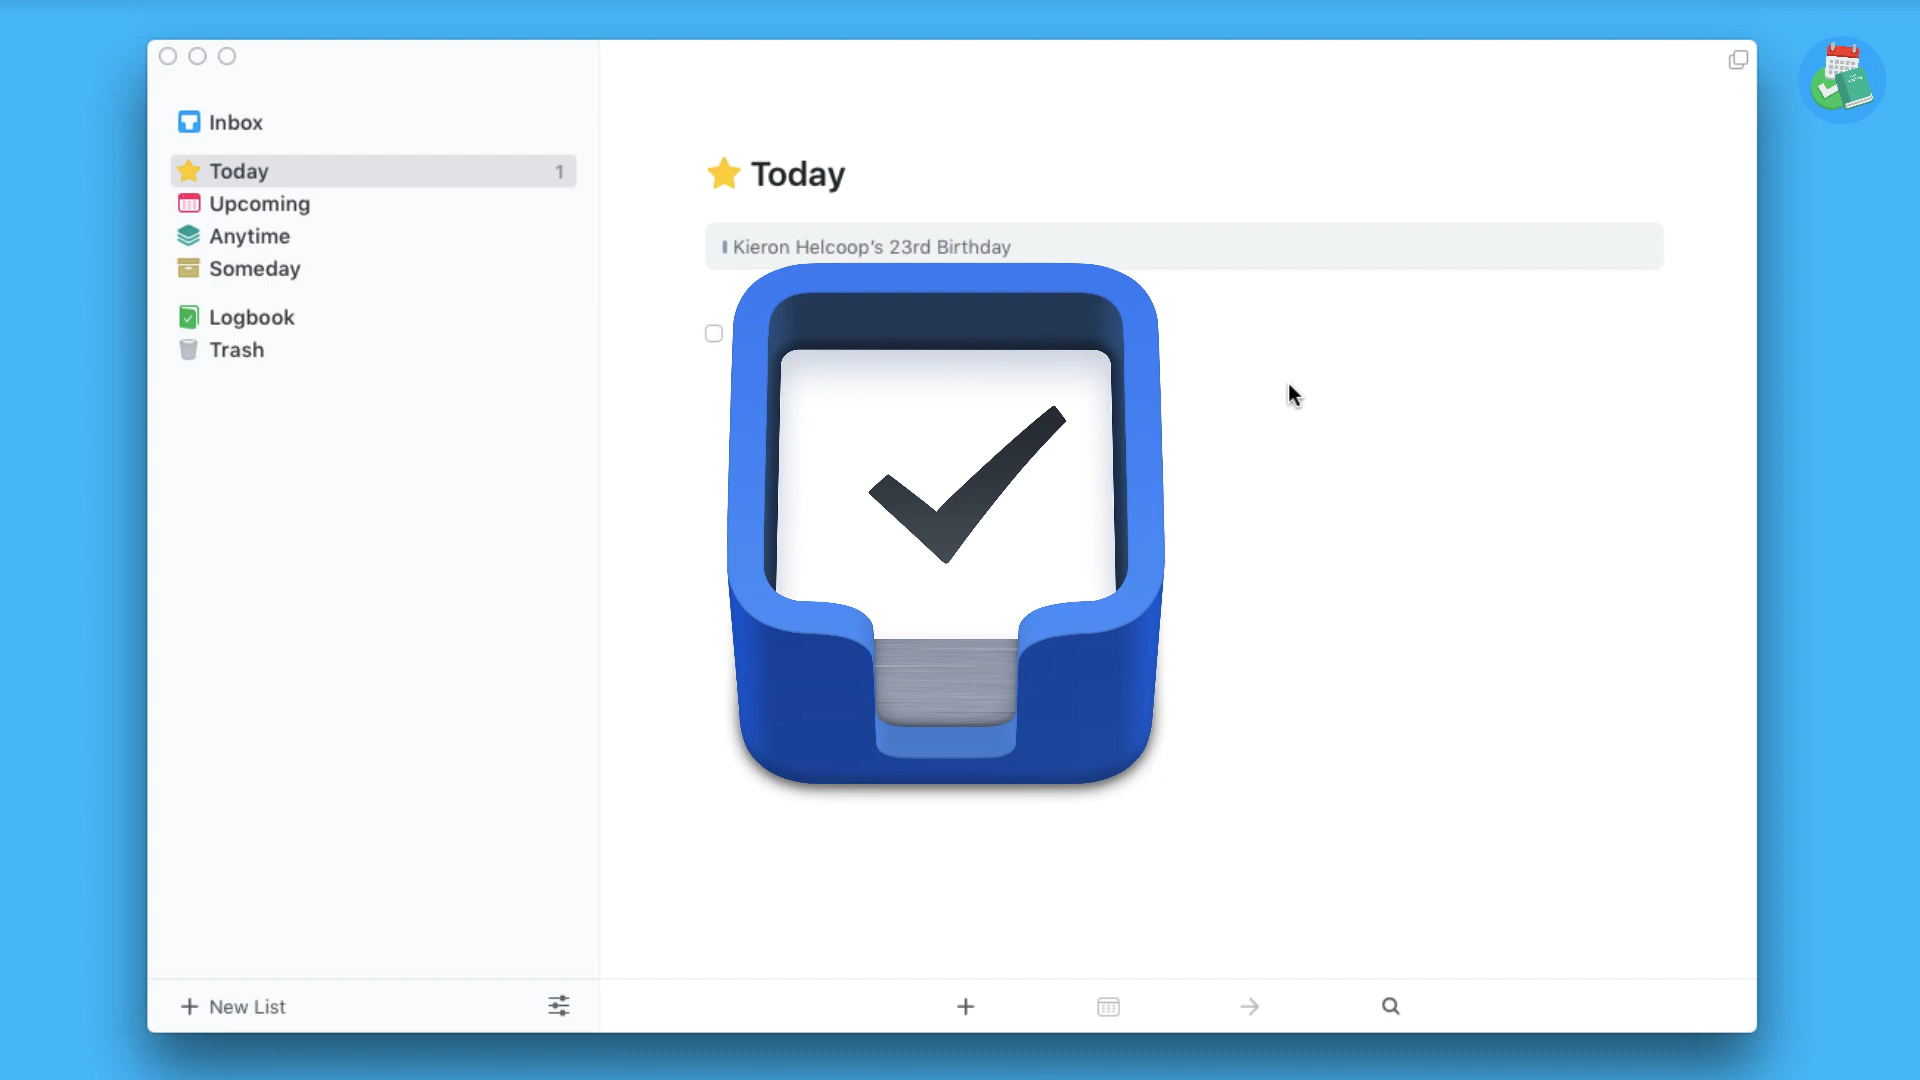 Inbox
Today 1
Upcoming
Anytime
Someday
Logbook
Trash
New List
Today
Kieron Helcoop's 23rd Birthday